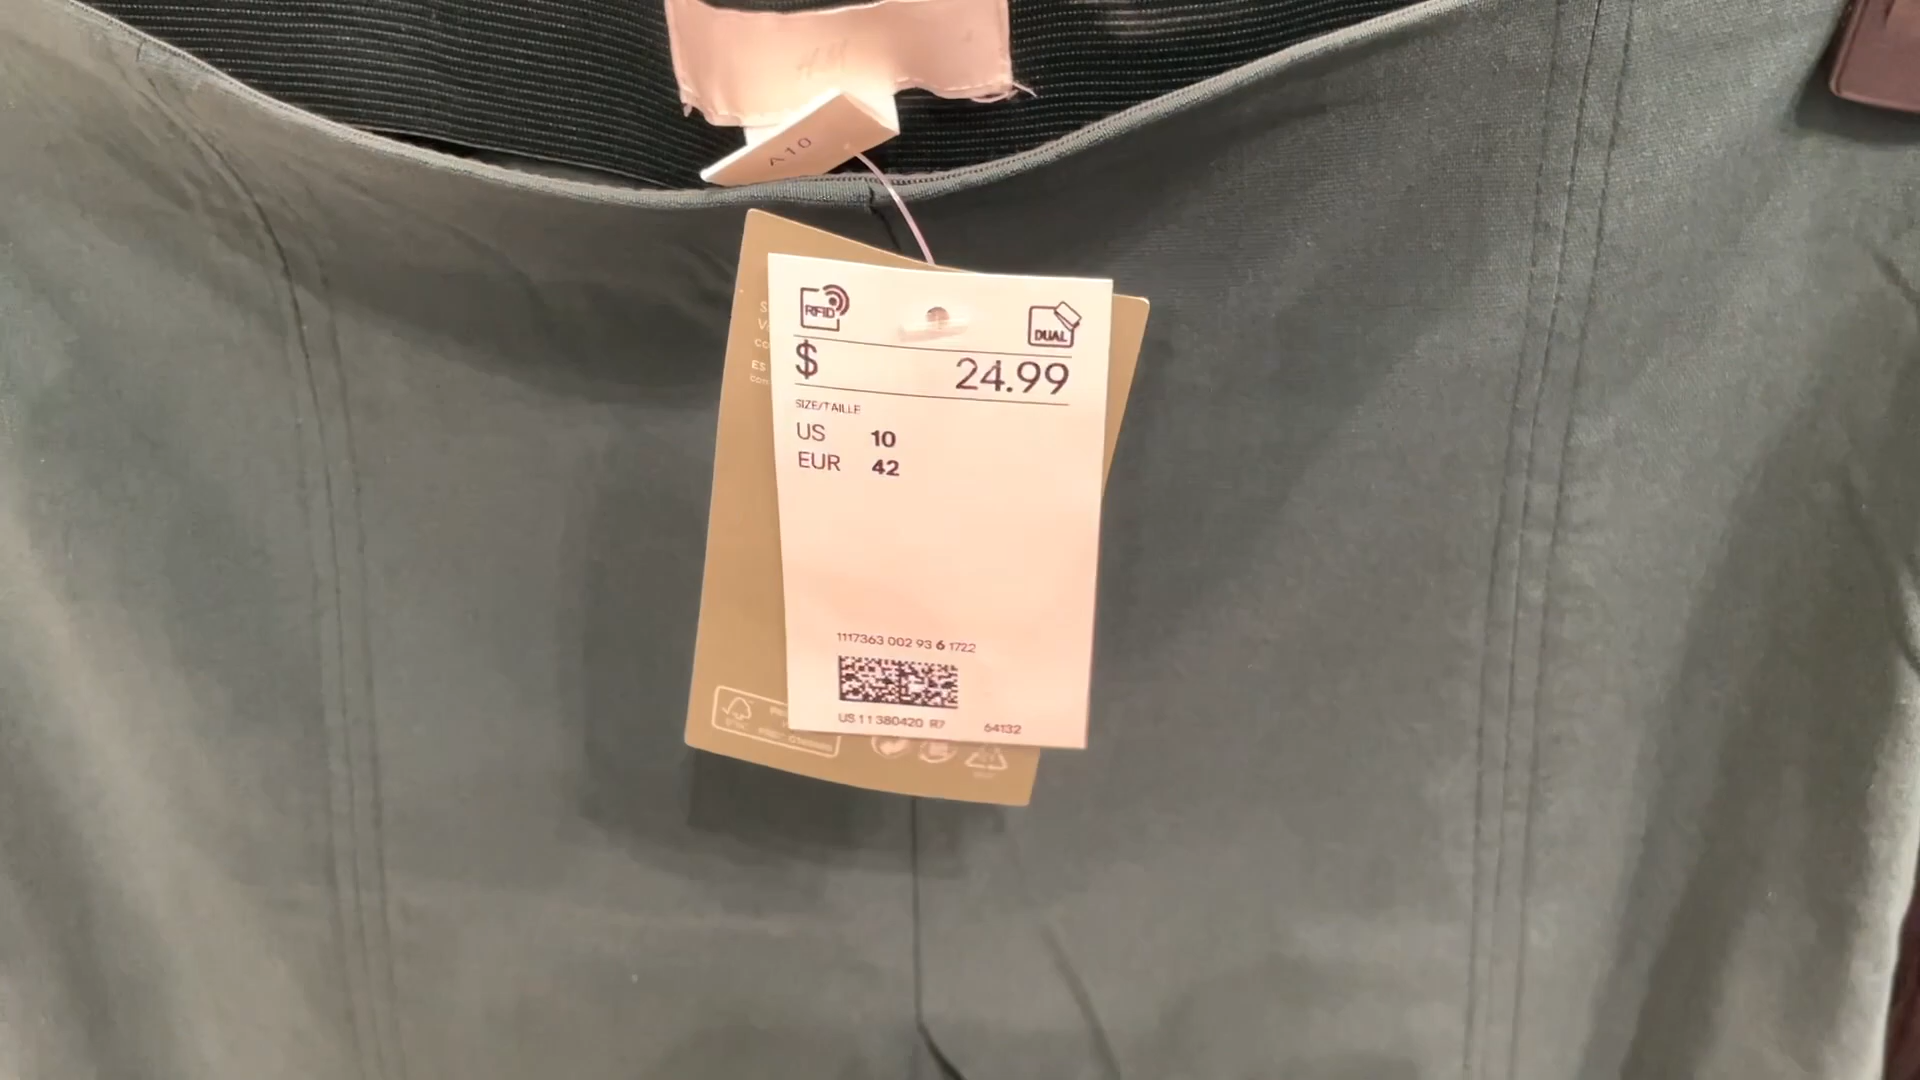 A10
RFID
DUAL
$ 24.99
SIZE/TAILLE
US 10
EUR 42
1117363 002 93 6 1722
US 11 380420 R7 64132
ES